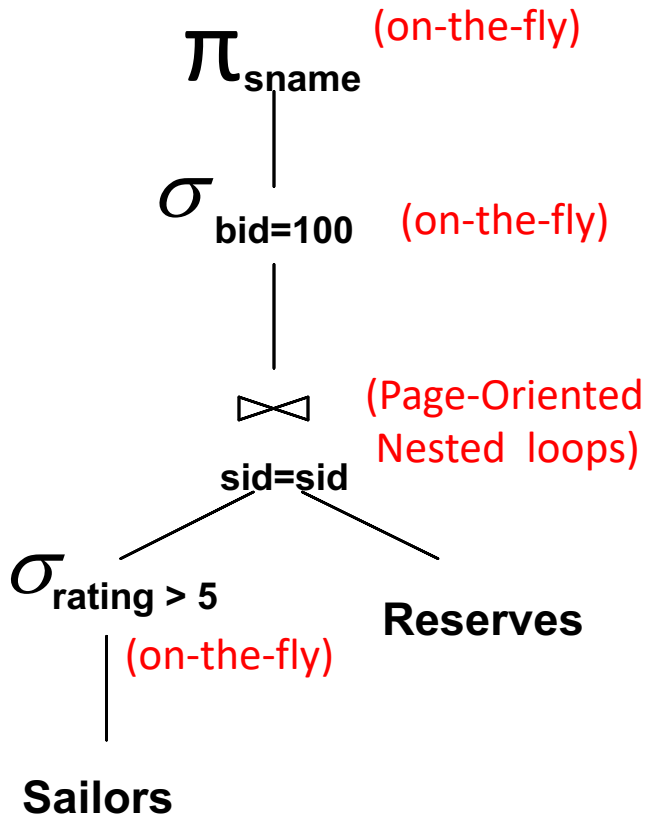 (on-the-fly)
π sname
σ bid=100 (on-the-fly)
⋈ (Page-Oriented
Nested loops)
sid=sid
σ rating > 5
Reserves
(on-the-fly)
Sailors